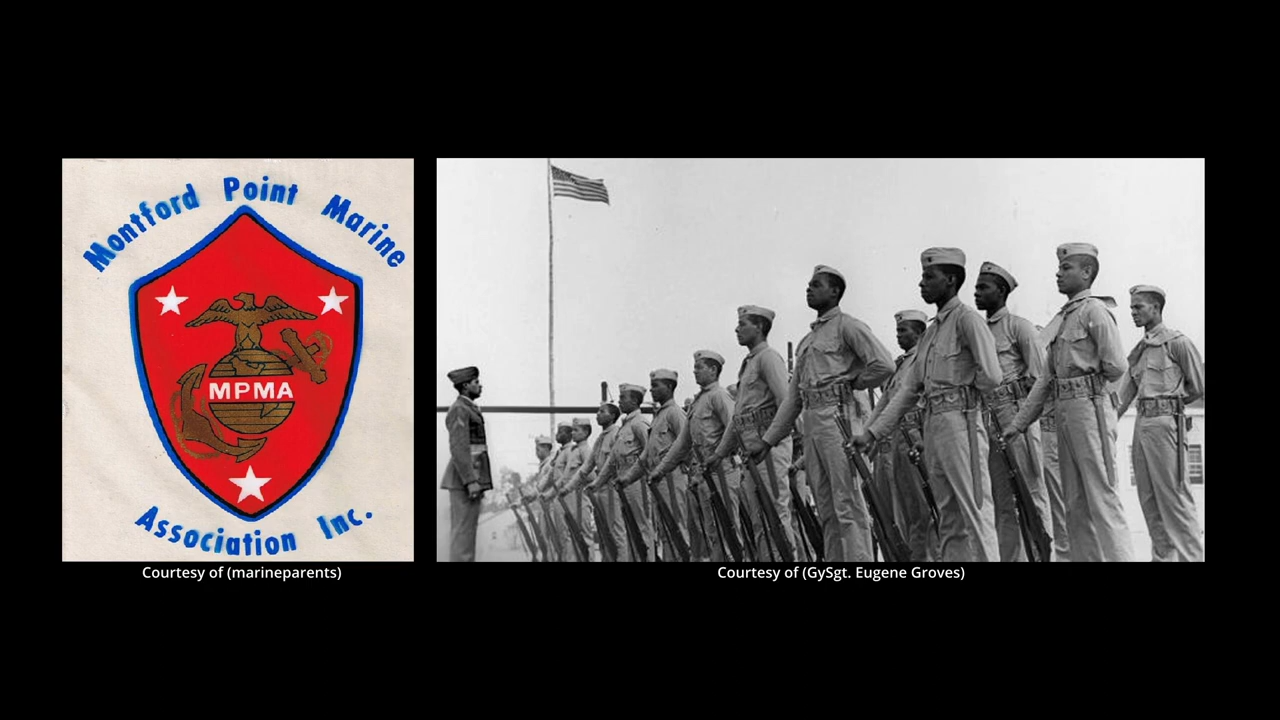 Montford Point Marine
MPMA
Association Inc.
Courtesy of (marineparents)
Courtesy of (GySgt. Eugene Groves)